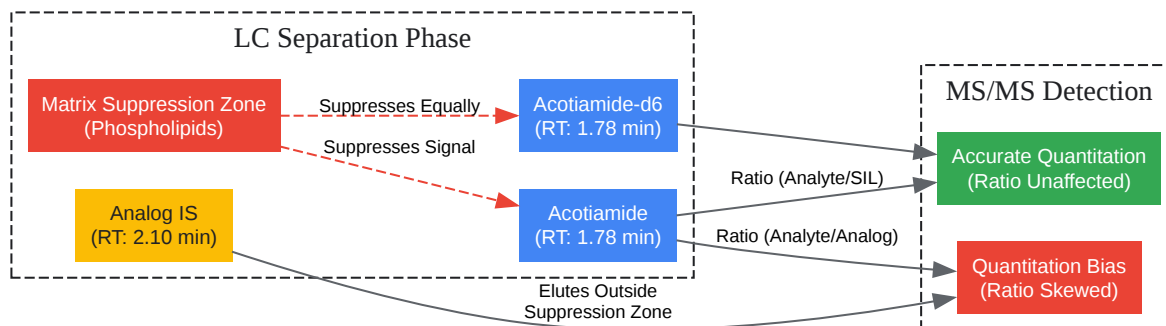 LC Separation Phase
Matrix Suppression Zone
(Phospholipids)
Suppresses Equally
Suppresses Signal
Acotiamide-d6
(RT: 1.78 min)
Analog IS
(RT: 2.10 min)
Acotiamide
(RT: 1.78 min)
Elutes Outside
Suppression Zone
Ratio (Analyte/SIL)
Ratio (Analyte/Analog)
MS/MS Detection
Accurate Quantitation
(Ratio Unaffected)
Quantitation Bias
(Ratio Skewed)